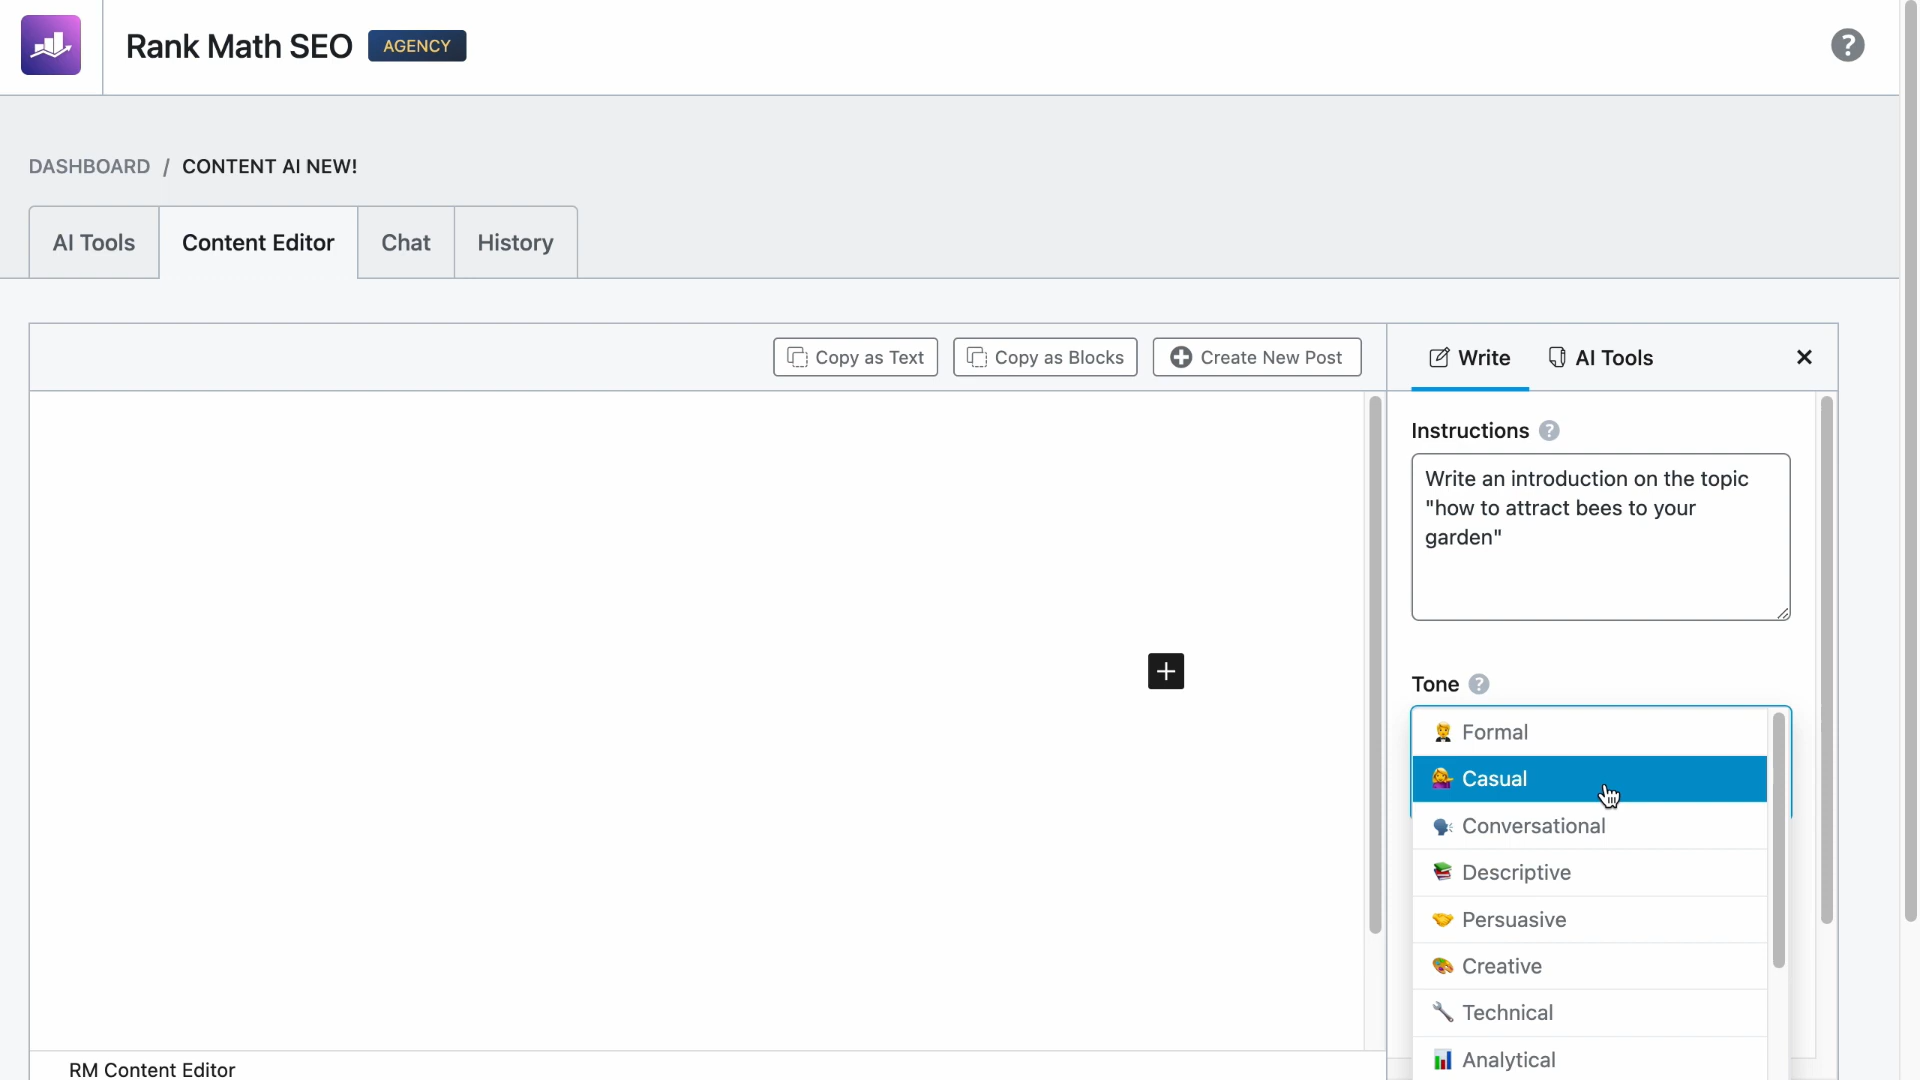 Rank Math SEO AGENCY
?
DASHBOARD / CONTENT AI NEW!
AI Tools Content Editor Chat History
Copy as Text Copy as Blocks Create New Post Write AI Tools
Instructions ?
Write an introduction on the topic
"how to attract bees to your
garden"
Tone ?
Formal
Casual
Conversational
Descriptive
Persuasive
Creative
Technical
Analytical
RM Content Editor